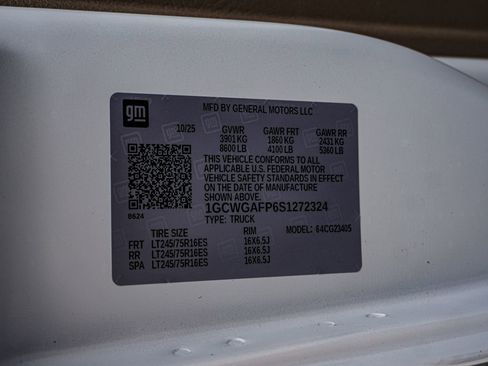 gm
MFD BY GENERAL MOTORS LLC
10/25 GVWR GAWR FRT GAWR RR
3901 KG 1860 KG 2431 KG
8600 LB 4100 LB 5360 LB
THIS VEHICLE CONFORMS TO ALL
APPLICABLE U.S. FEDERAL MOTOR
VEHICLE SAFETY STANDARDS IN EFFECT
ON THE DATE OF MANUFACTURE
SHOWN ABOVE.
8624
1GCWGAFP6S1272324
TYPE: TRUCK MODEL: 64CG23405
TIRE SIZE RIM
FRT LT245/75R16ES 16X6.5J
RR LT245/75R16ES 16X6.5J
SPA LT245/75R16ES 16X6.5J